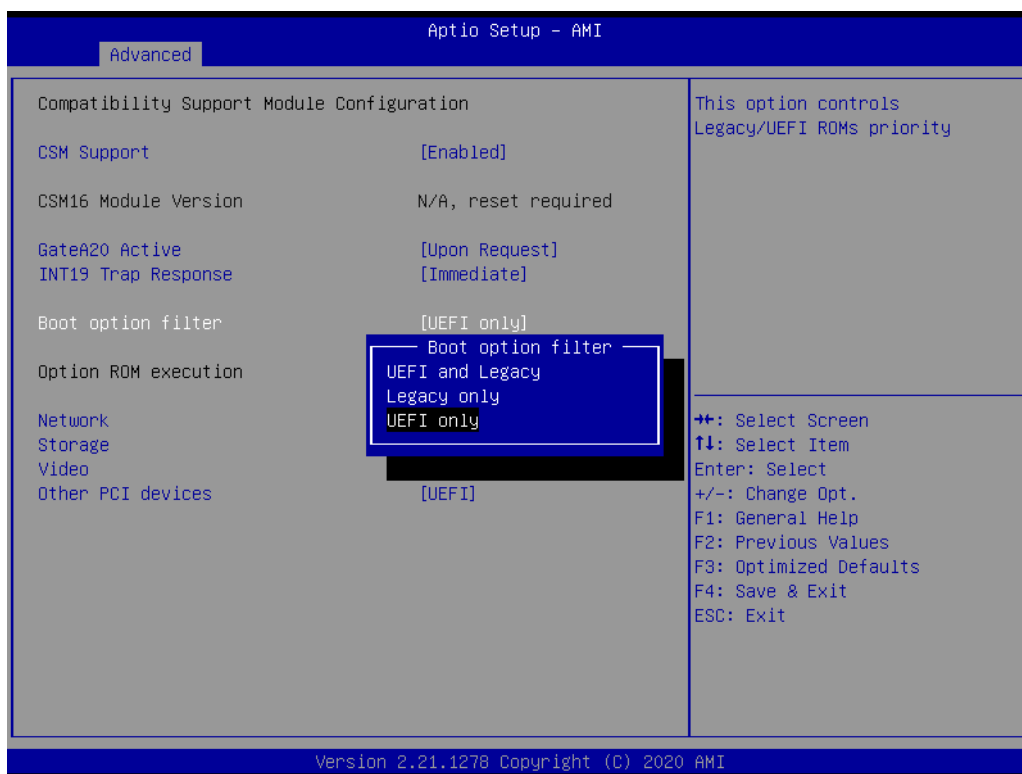 Aptio Setup - AMI
Advanced
Compatibility Support Module Configuration
CSM Support [Enabled]
CSM16 Module Version N/A, reset required
GateA20 Active [Upon Request]
INT19 Trap Response [Immediate]
Boot option filter [UEFI only]
Boot option filter
UEFI and Legacy
Legacy only
UEFI only
Option ROM execution
Network
Storage
Video
Other PCI devices [UEFI]
This option controls
Legacy/UEFI ROMs priority
→←: Select Screen
↑↓: Select Item
Enter: Select
+/-: Change Opt.
F1: General Help
F2: Previous Values
F3: Optimized Defaults
F4: Save & Exit
ESC: Exit
Version 2.21.1278 Copyright (C) 2020 AMI